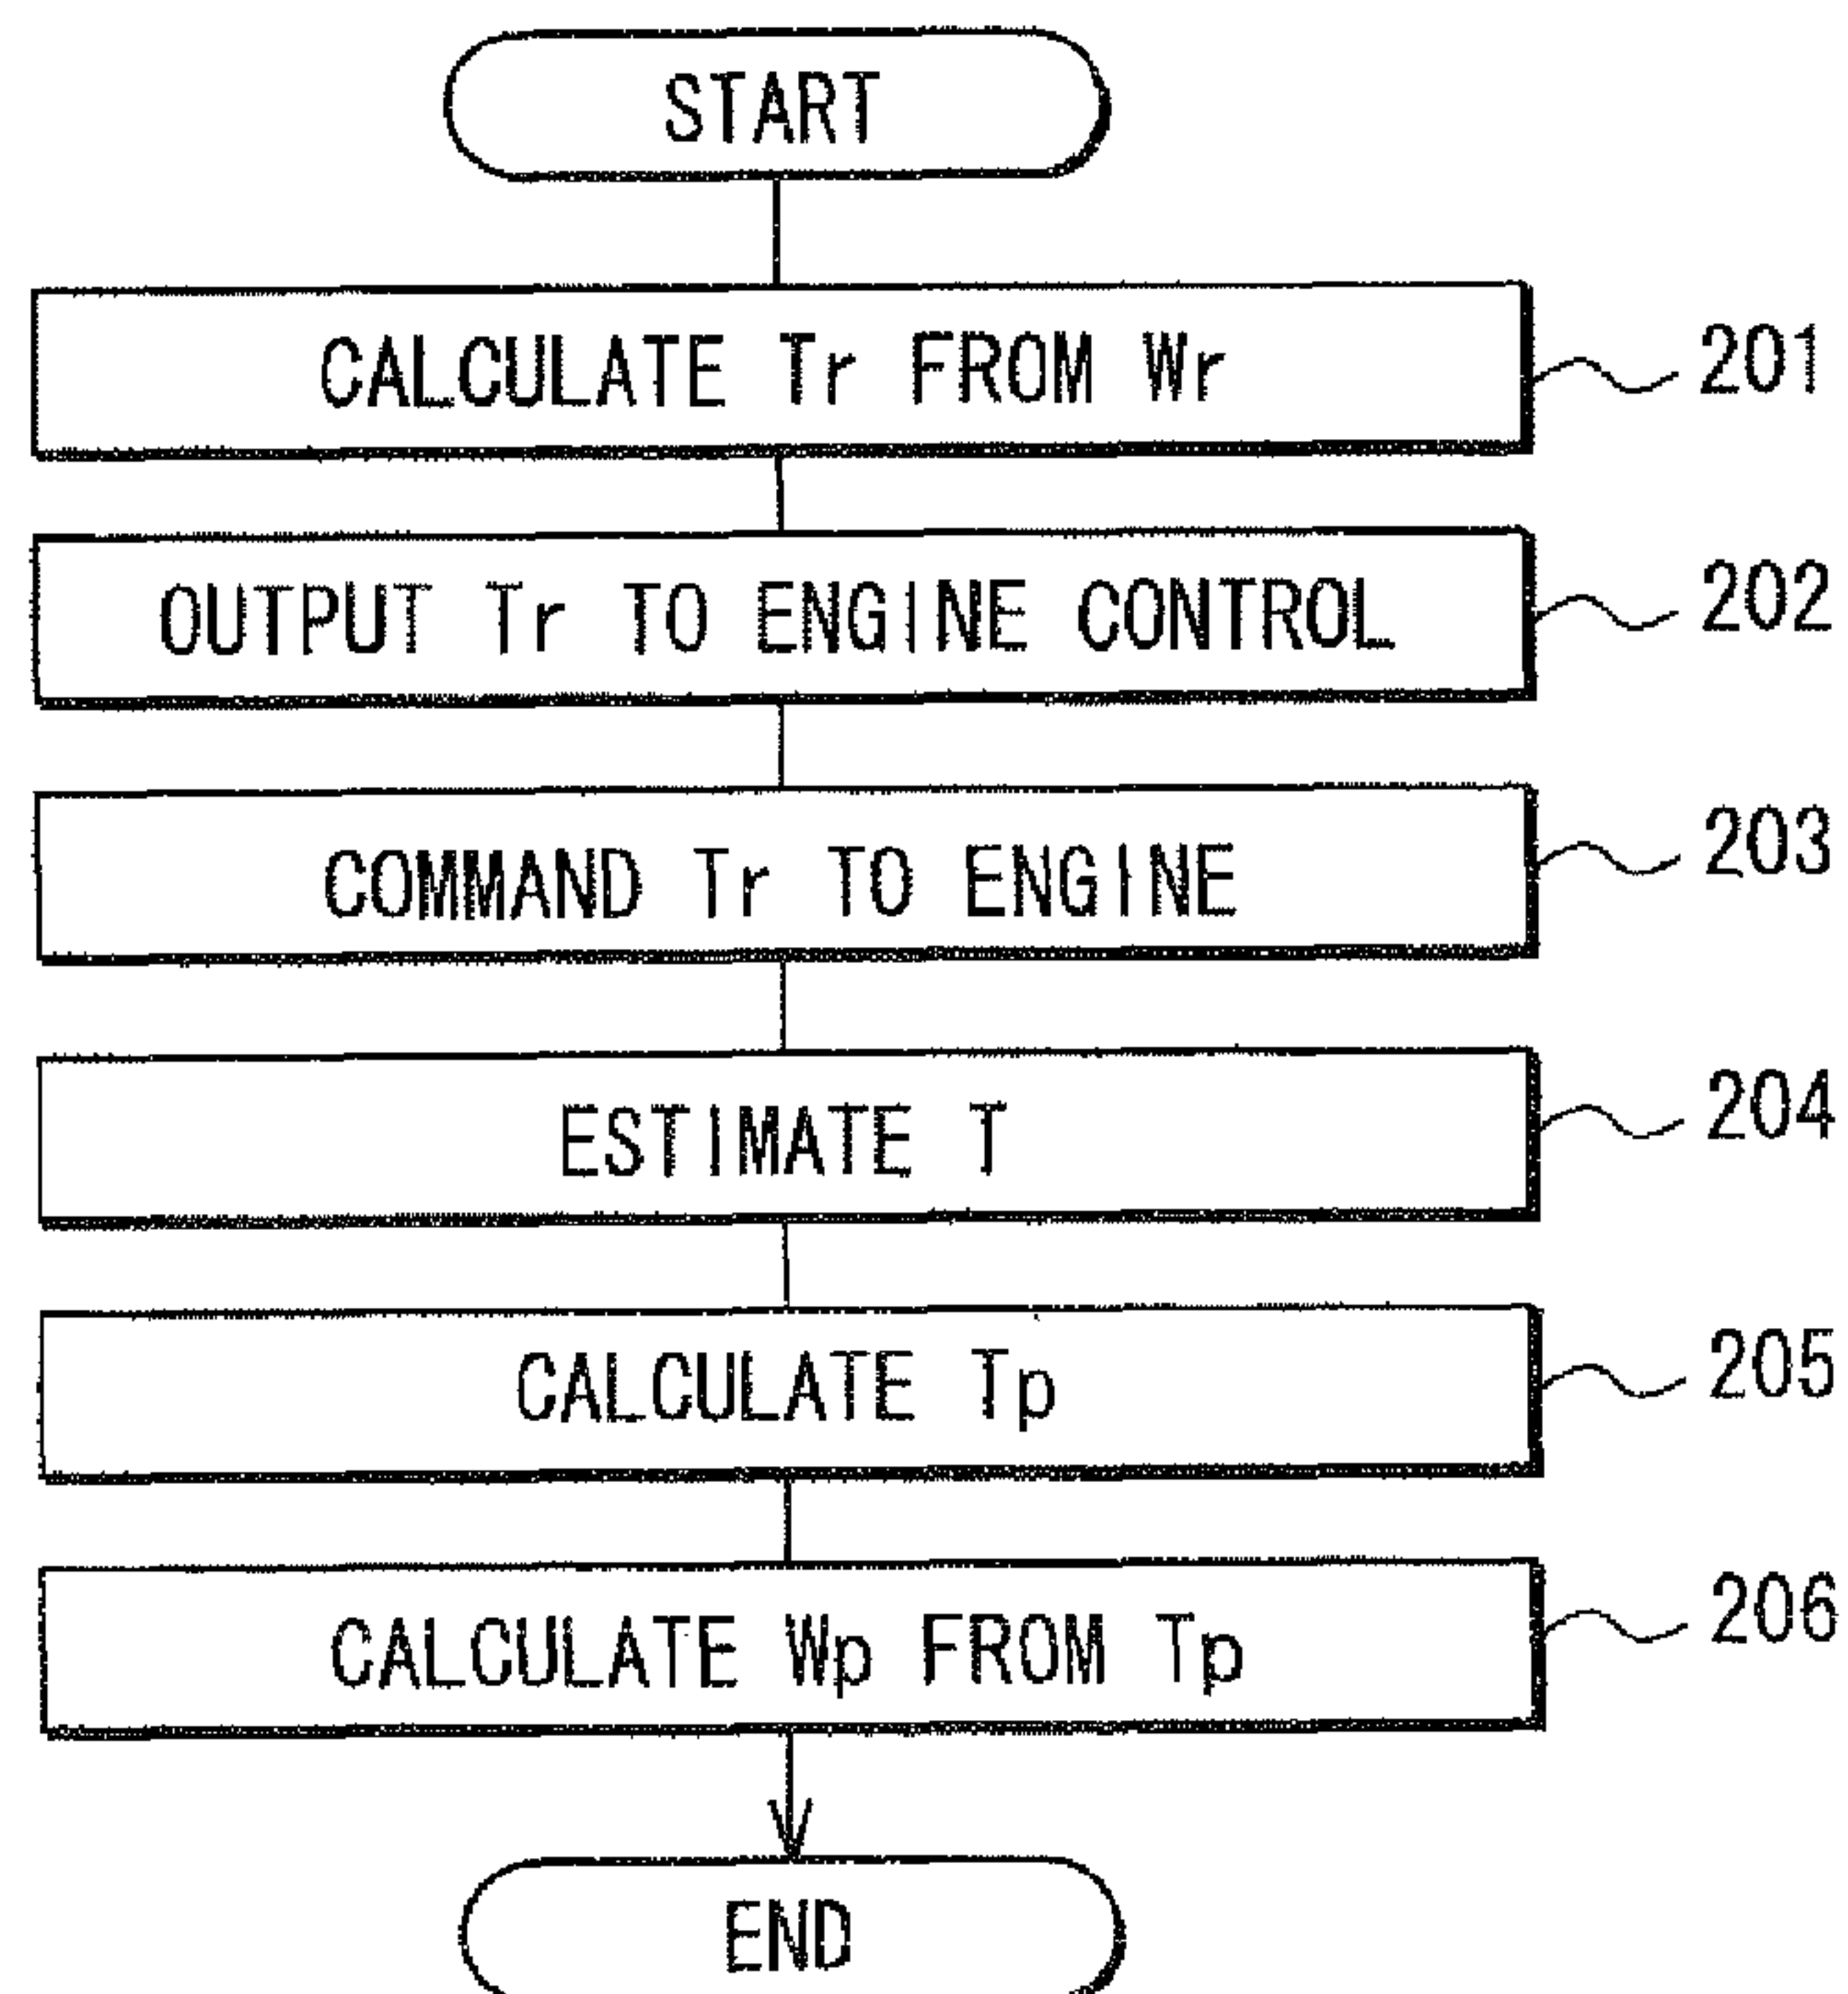 START
CALCULATE Tr FROM Wr
201
OUTPUT Tr TO ENGINE CONTROL
202
COMMAND Tr TO ENGINE
203
ESTIMATE T
204
CALCULATE Tp
205
CALCULATE Wp FROM Tp
206
END